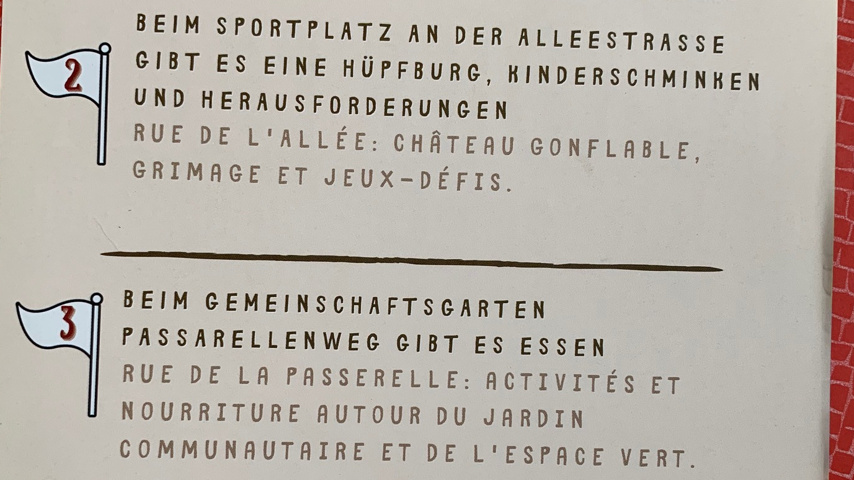 2
BEIM SPORTPLATZ AN DER ALLEESTRASSE
GIBT ES EINE HÜPFBURG, KINDERSCHMINKEN
UND HERAUSFORDERUNGEN
RUE DE L'ALLÉE: CHÂTEAU GONFLABLE,
GRIMAGE ET JEUX-DÉFIS.
3
BEIM GEMEINSCHAFTSGARTEN
PASSARELLENWEG GIBT ES ESSEN
RUE DE LA PASSERELLE: ACTIVITÉS ET
NOURRITURE AUTOUR DU JARDIN
COMMUNAUTAIRE ET DE L'ESPACE VERT.